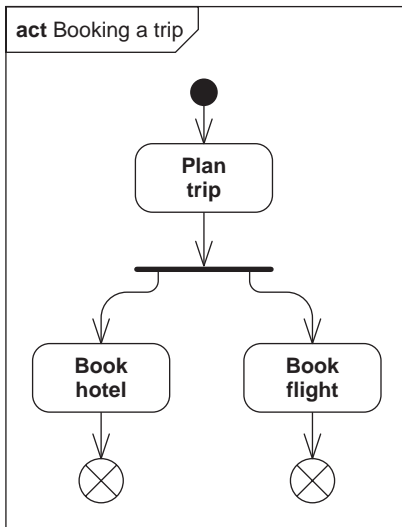 act Booking a trip
Plan
trip
Book
hotel
Book
flight